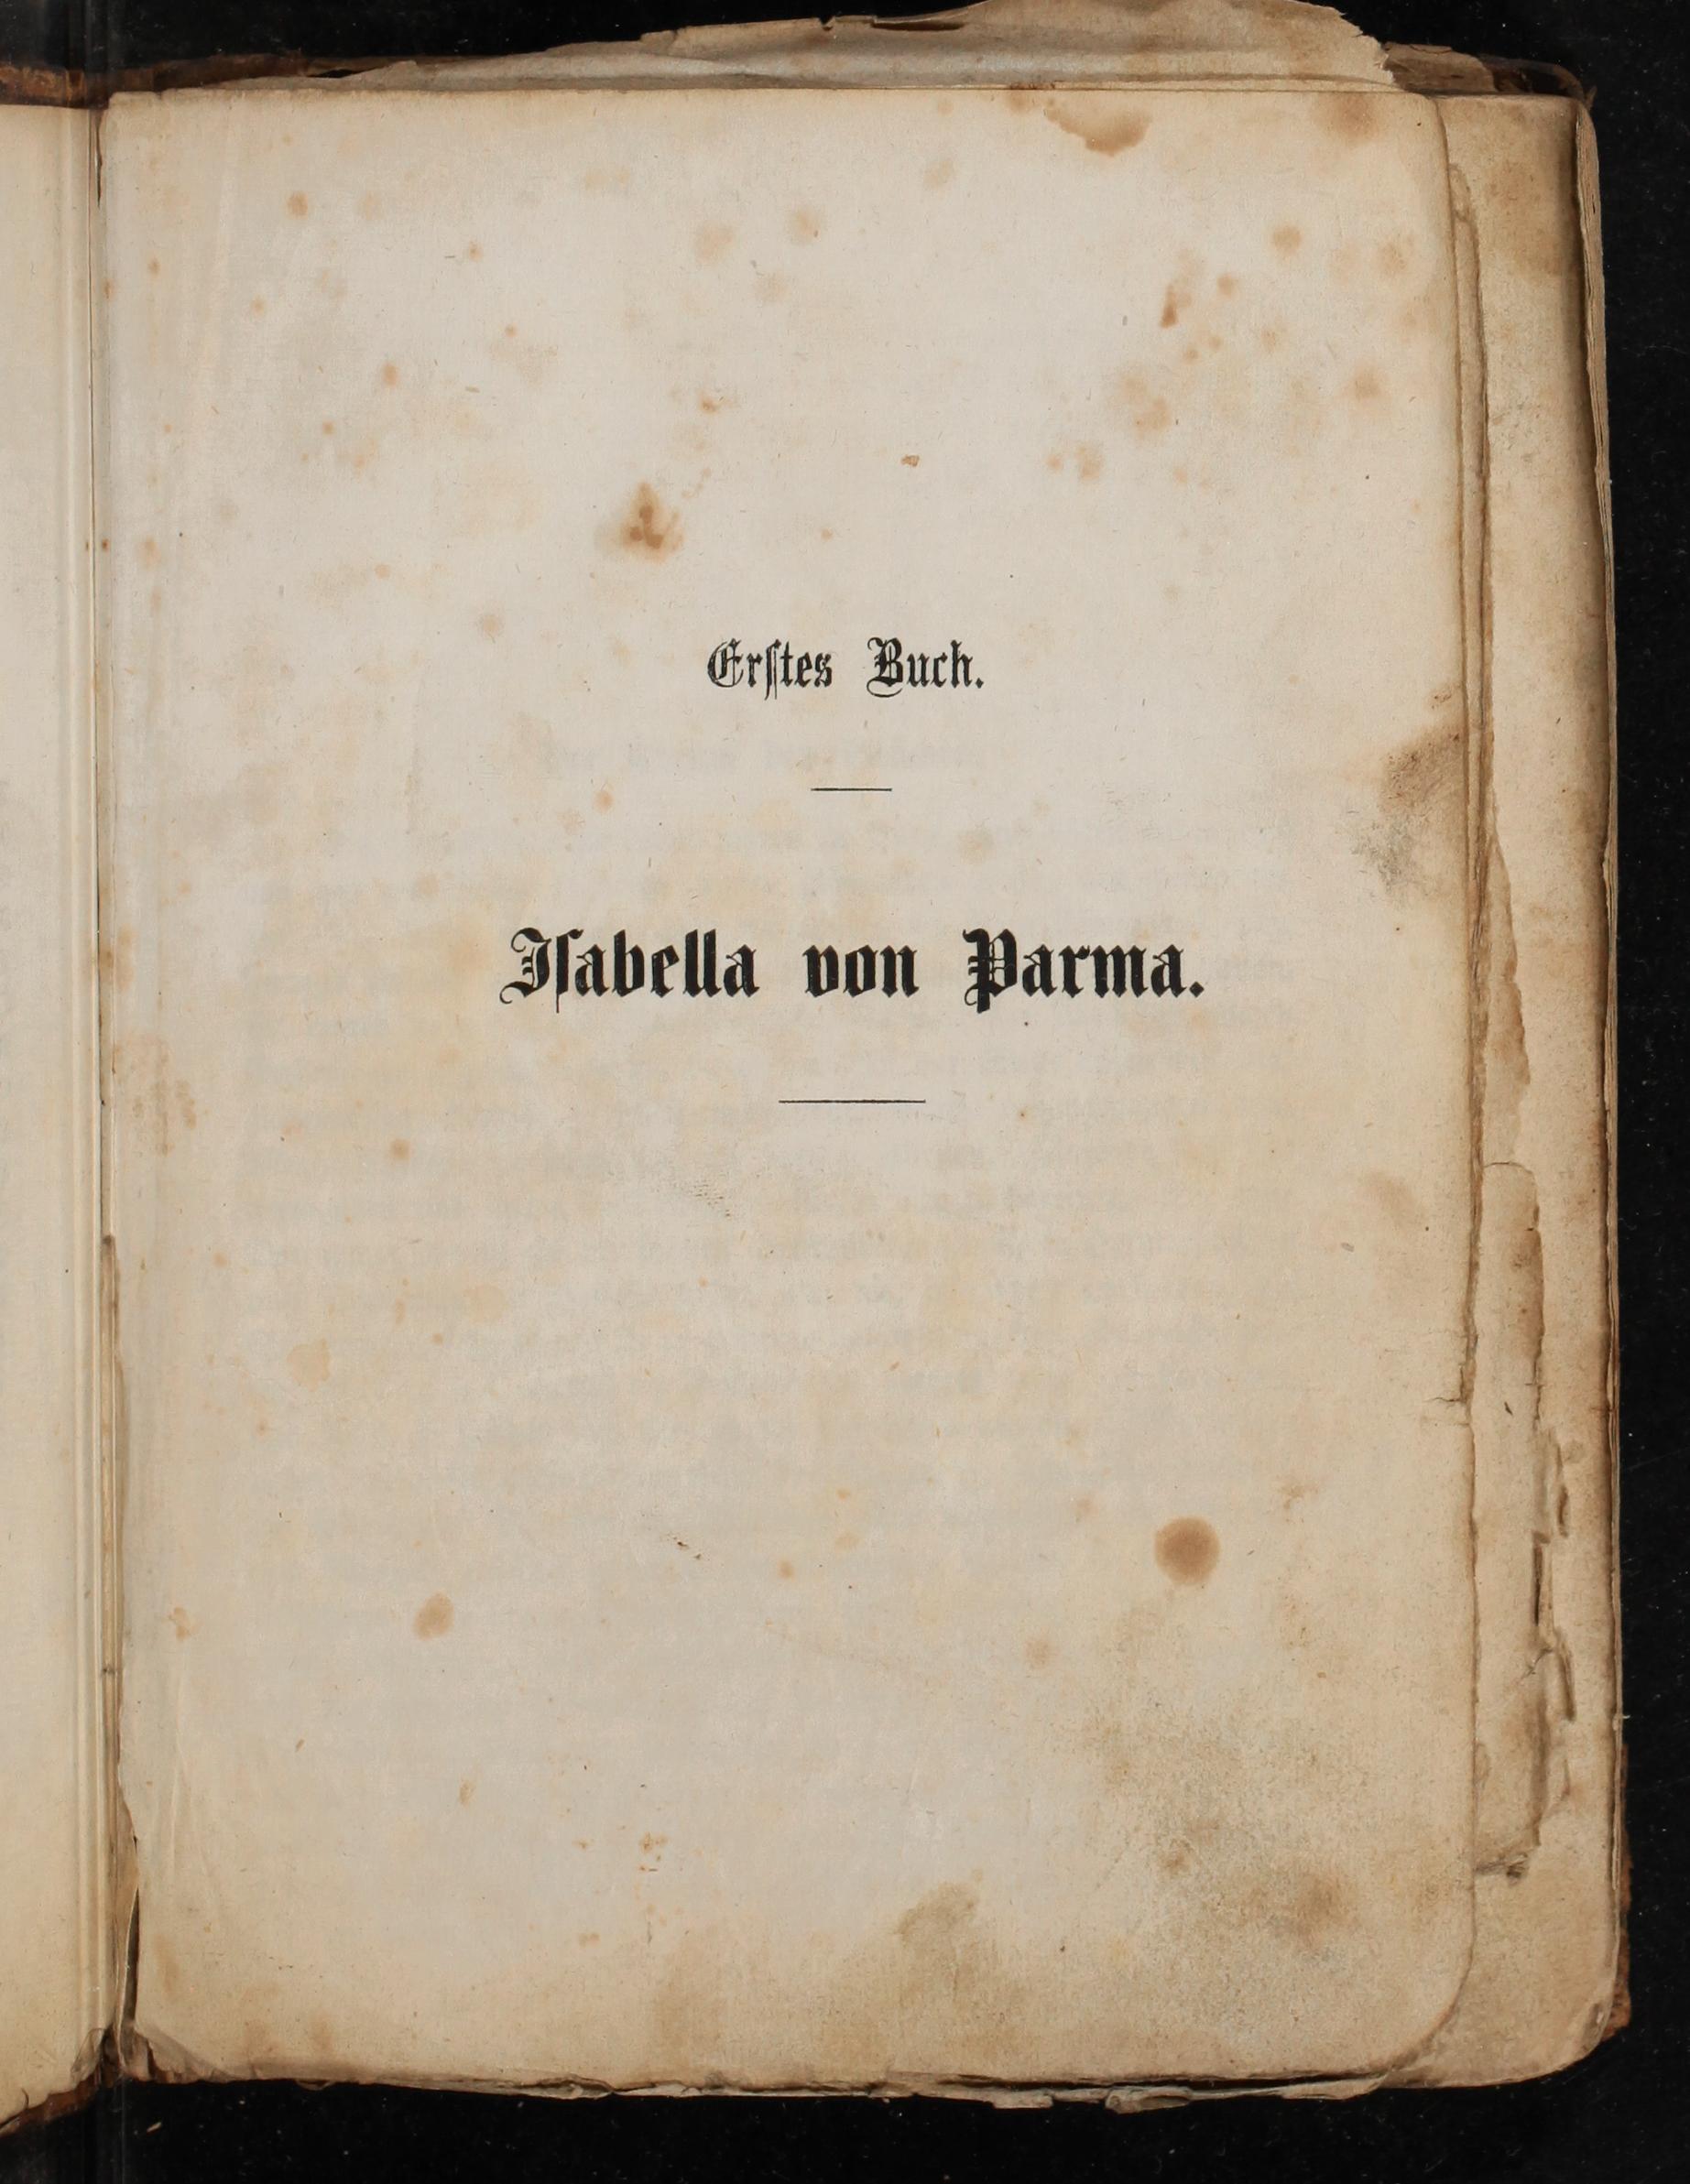 Erſtes Buch.
Iſabella von Parma.